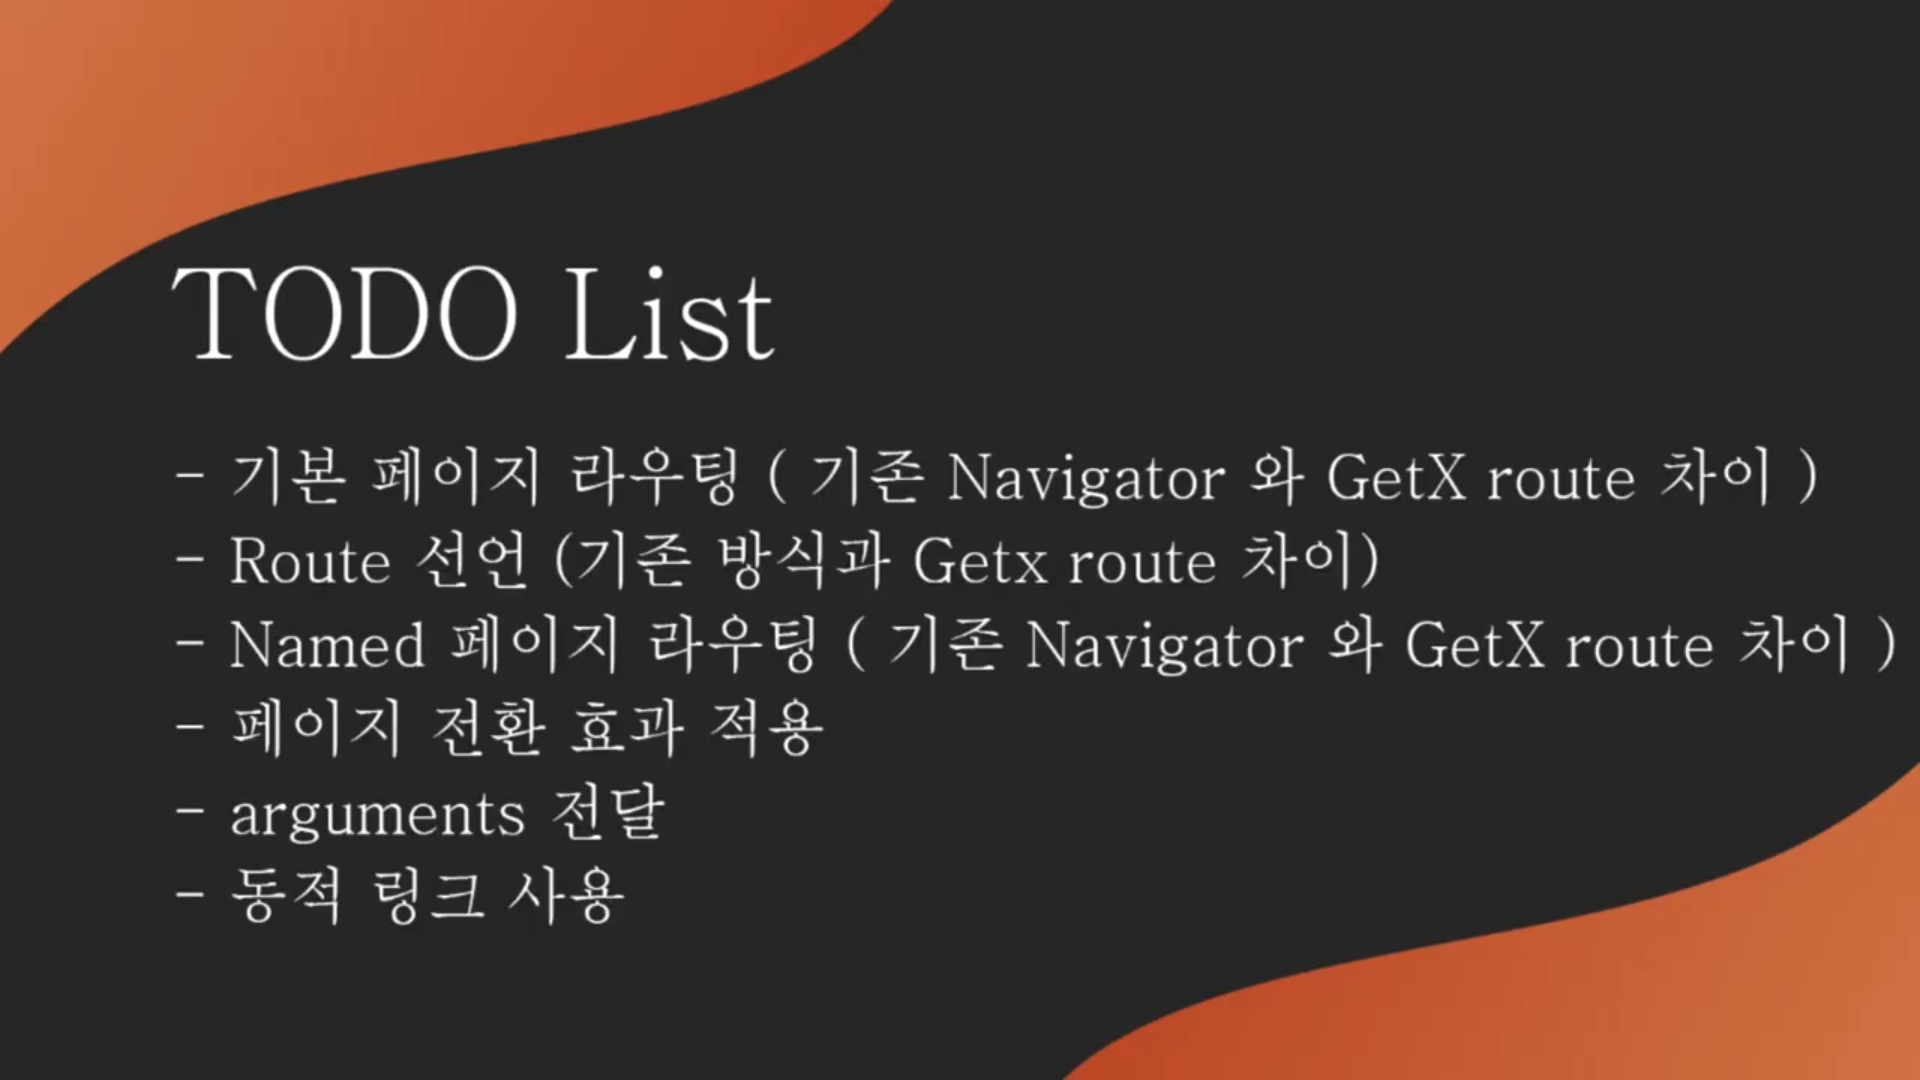 TODO List
- 기본 페이지 라우팅 ( 기존 Navigator 와 GetX route 차이 )
- Route 선언 (기존 방식과 Getx route 차이)
- Named 페이지 라우팅 ( 기존 Navigator 와 GetX route 차이 )
- 페이지 전환 효과 적용
- arguments 전달
- 동적 링크 사용